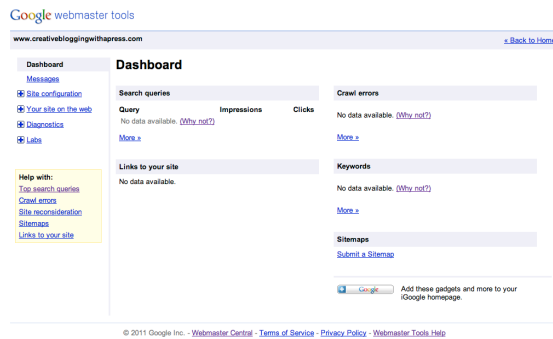 Google webmaster tools
www.creativebloggingwithapress.com
« Back to Home
Dashboard
Messages
Site configuration
Your site on the web
Diagnostics
Labs
Help with:
Top search queries
Crawl errors
Site reconsideration
Sitemaps
Links to your site
Dashboard
Search queries
Query Impressions Clicks
No data available. (Why not?)
More »
Links to your site
No data available.
Crawl errors
No data available. (Why not?)
More »
Keywords
No data available. (Why not?)
More »
Sitemaps
Submit a Sitemap
Google
Add these gadgets and more to your
iGoogle homepage.
© 2011 Google Inc. - Webmaster Central - Terms of Service - Privacy Policy - Webmaster Tools Help